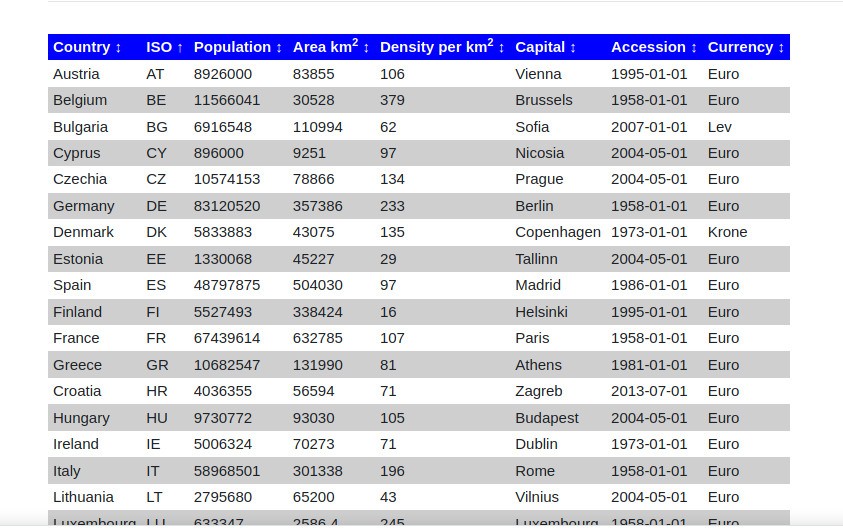 Country ↕ ISO ↑ Population ↕ Area km² ↕ Density per km² ↕ Capital ↕ Accession ↕ Currency ↕
Austria AT 8926000 83855 106 Vienna 1995-01-01 Euro
Belgium BE 11566041 30528 379 Brussels 1958-01-01 Euro
Bulgaria BG 6916548 110994 62 Sofia 2007-01-01 Lev
Cyprus CY 896000 9251 97 Nicosia 2004-05-01 Euro
Czechia CZ 10574153 78866 134 Prague 2004-05-01 Euro
Germany DE 83120520 357386 233 Berlin 1958-01-01 Euro
Denmark DK 5833883 43075 135 Copenhagen 1973-01-01 Krone
Estonia EE 1330068 45227 29 Tallinn 2004-05-01 Euro
Spain ES 48797875 504030 97 Madrid 1986-01-01 Euro
Finland FI 5527493 338424 16 Helsinki 1995-01-01 Euro
France FR 67439614 632785 107 Paris 1958-01-01 Euro
Greece GR 10682547 131990 81 Athens 1981-01-01 Euro
Croatia HR 4036355 56594 71 Zagreb 2013-07-01 Euro
Hungary HU 9730772 93030 105 Budapest 2004-05-01 Euro
Ireland IE 5006324 70273 71 Dublin 1973-01-01 Euro
Italy IT 58968501 301338 196 Rome 1958-01-01 Euro
Lithuania LT 2795680 65200 43 Vilnius 2004-05-01 Euro
Luxembourg LU 633347 2586.4 245 Luxembourg 1958-01-01 Euro